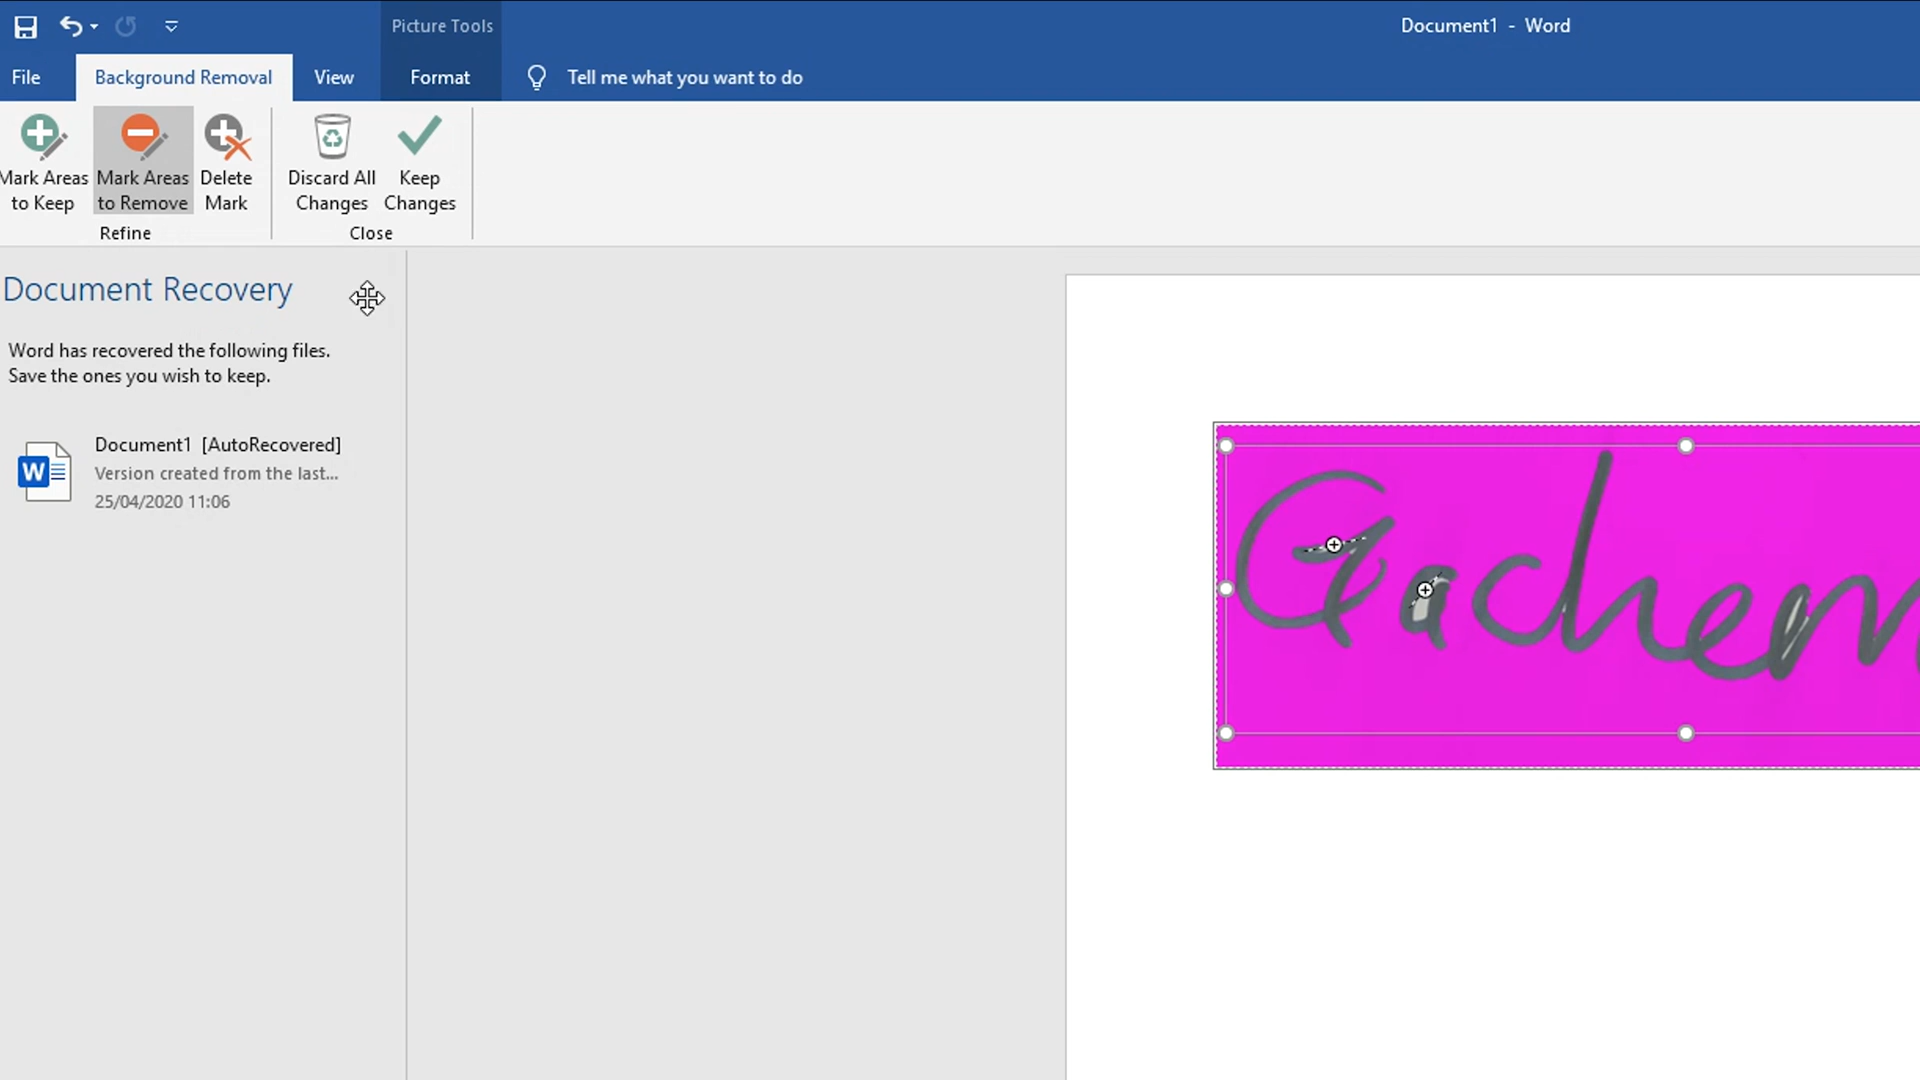 Picture Tools
Document1 - Word
File
Background Removal
View
Format
Tell me what you want to do
Mark Areas to Keep
Mark Areas to Remove
Delete Mark
Discard All Changes
Keep Changes
Refine
Close
Document Recovery
Word has recovered the following files.
Save the ones you wish to keep.
Document1 [AutoRecovered]
Version created from the last...
25/04/2020 11:06
Gachem